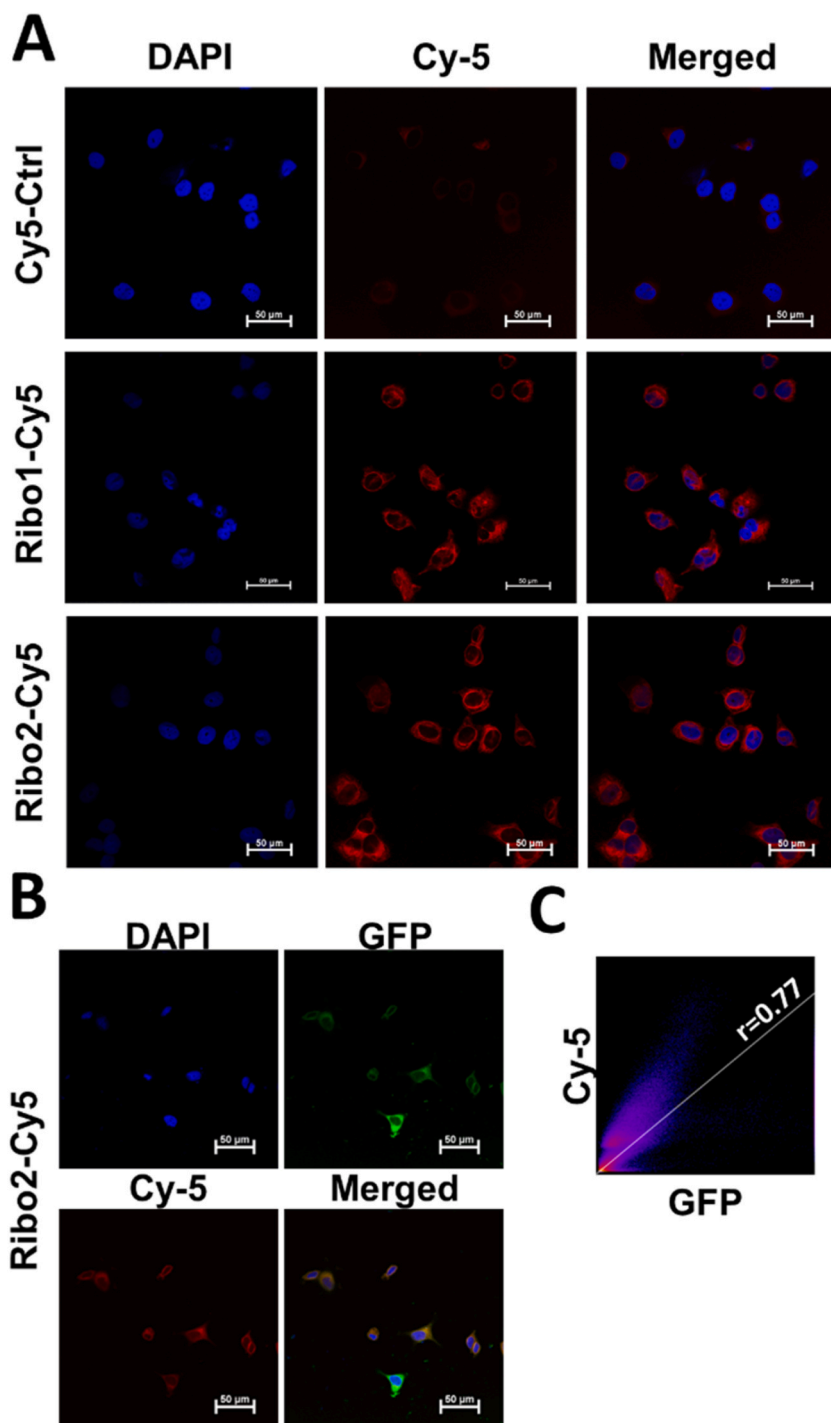 A
DAPI Cy-5 Merged
Cy5-Ctrl
50 µm 50 µm 50 µm
Ribo1-Cy5
50 µm 50 µm 50 µm
Ribo2-Cy5
50 µm 50 µm 50 µm
B
DAPI GFP
Ribo2-Cy5
50 µm 50 µm
Cy-5 Merged
50 µm 50 µm
C
Cy-5
r=0.77
GFP